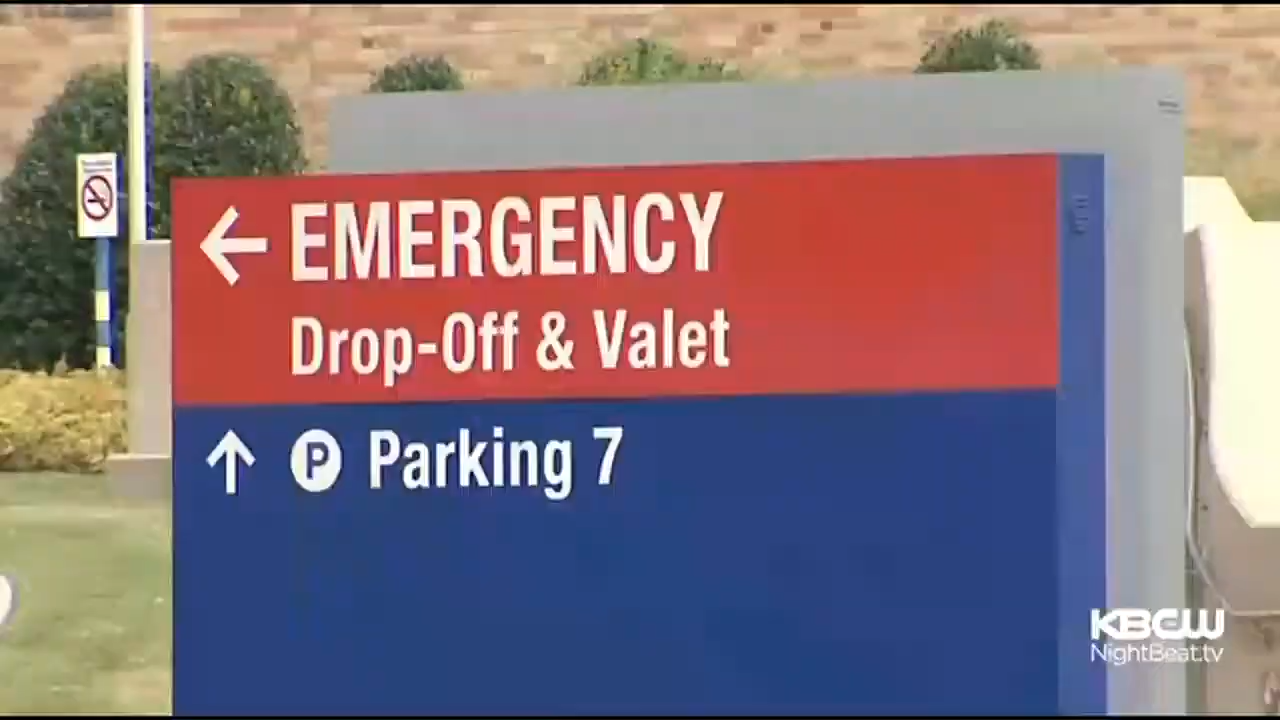 EMERGENCY
Drop-Off & Valet
P Parking 7
KBCW
NightBeat.tv